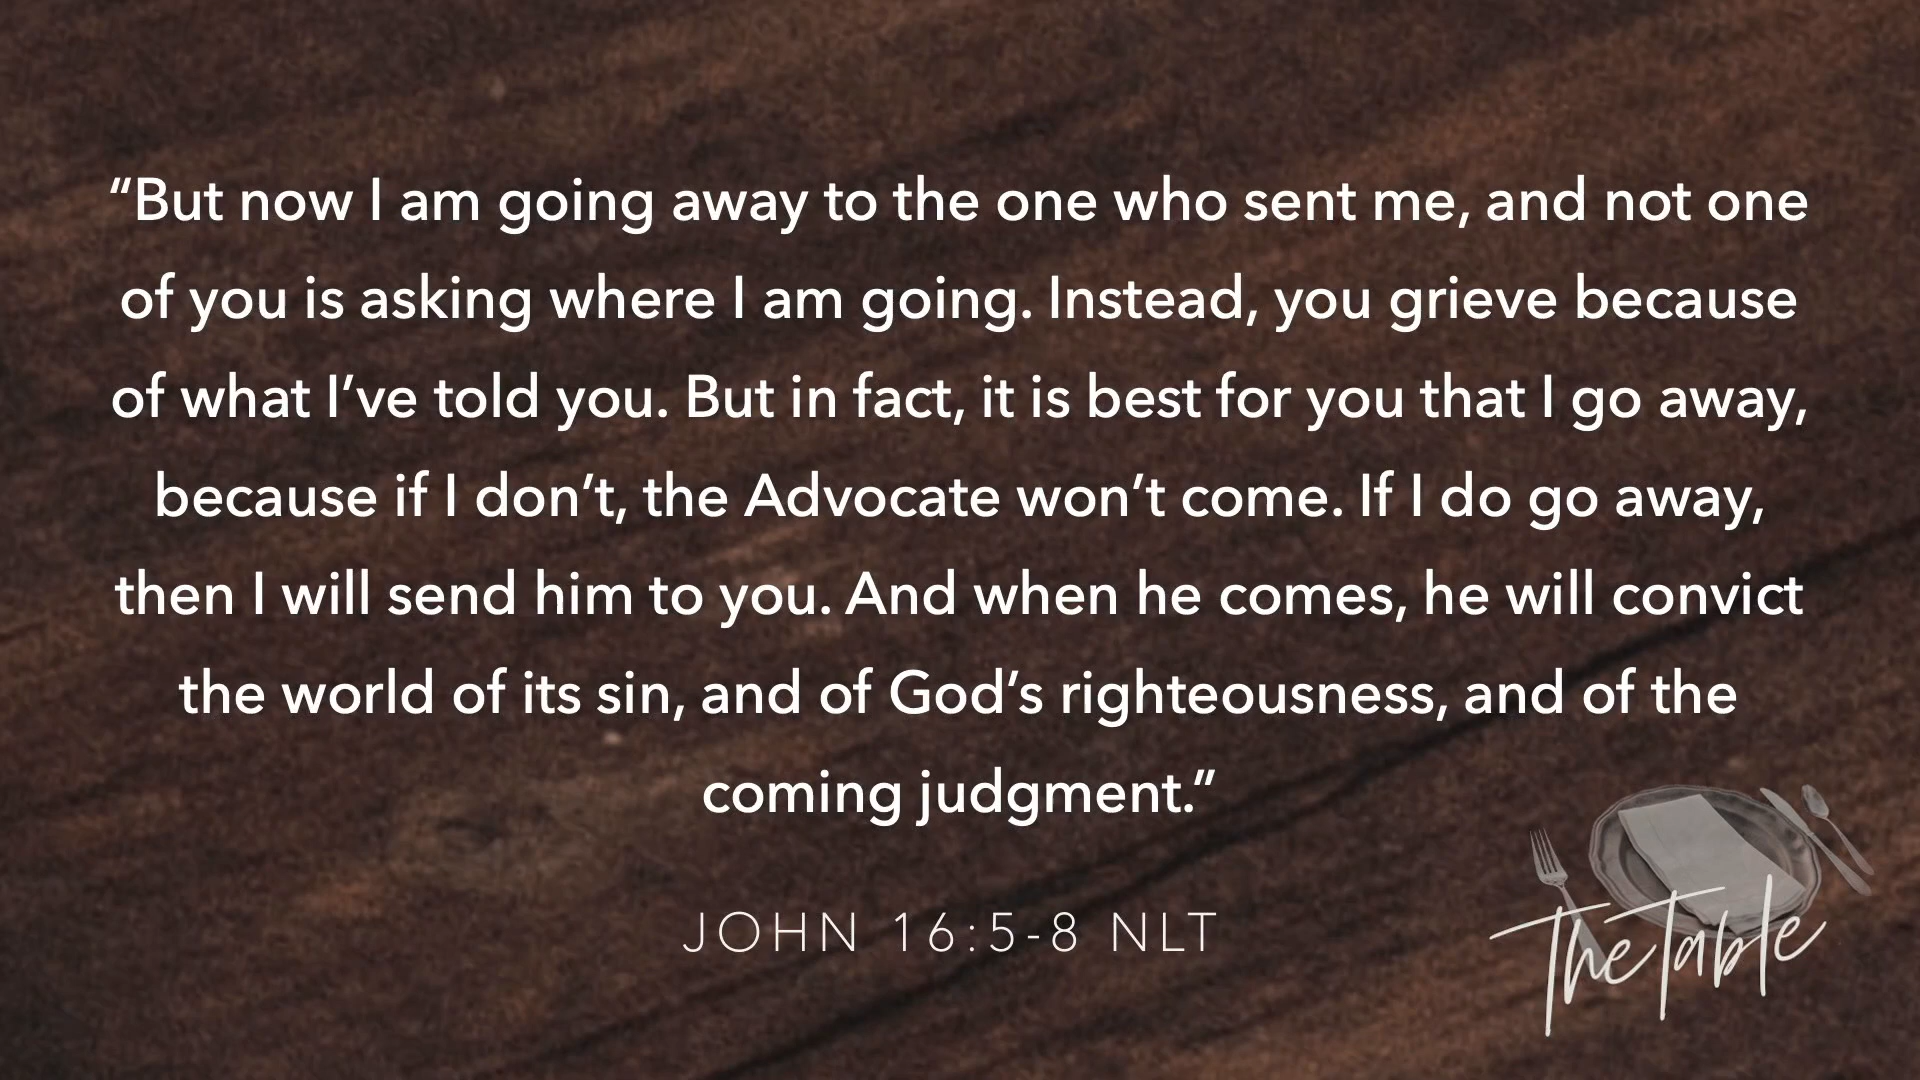 “But now I am going away to the one who sent me, and not one
of you is asking where I am going. Instead, you grieve because
of what I’ve told you. But in fact, it is best for you that I go away,
because if I don’t, the Advocate won’t come. If I do go away,
then I will send him to you. And when he comes, he will convict
the world of its sin, and of God’s righteousness, and of the
coming judgment.”
JOHN 16:5-8 NLT
The Table